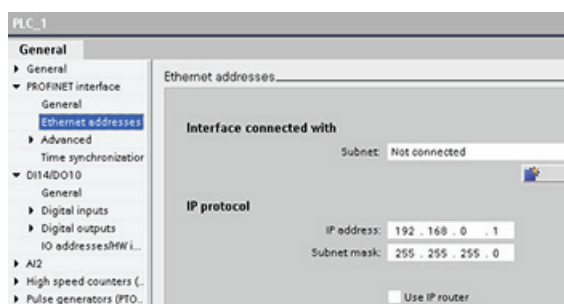 PLC_1
General
General
PROFINET interface
General
Ethernet addresses
Advanced
Time synchronization
DI14/DO10
General
Digital inputs
Digital outputs
IO addresses/HW i...
AI2
High speed counters (..
Pulse generators (PTO..
Ethernet addresses
Interface connected with
Subnet: Not connected
IP protocol
IP address: 192 . 168 . 0 . 1
Subnet mask: 255 . 255 . 255 . 0
Use IP router